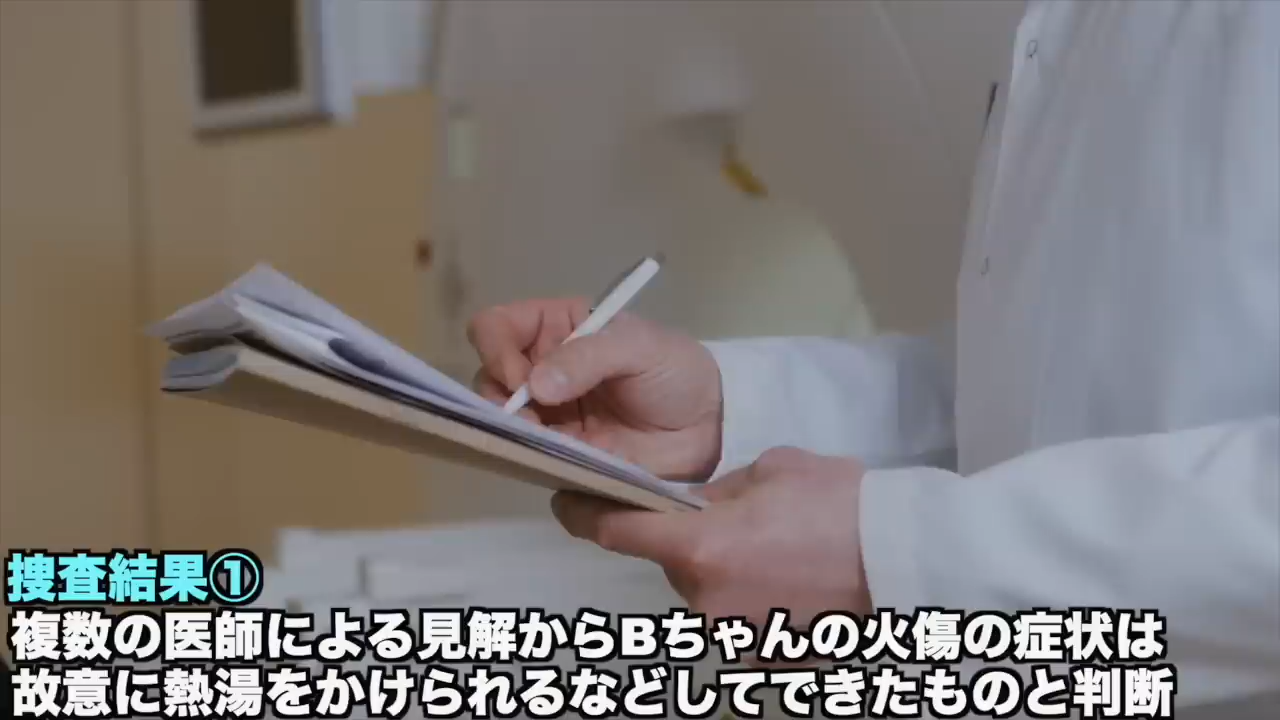 捜査結果①
複数の医師による見解からBちゃんの火傷の症状は
故意に熱湯をかけられるなどしてできたものと判断